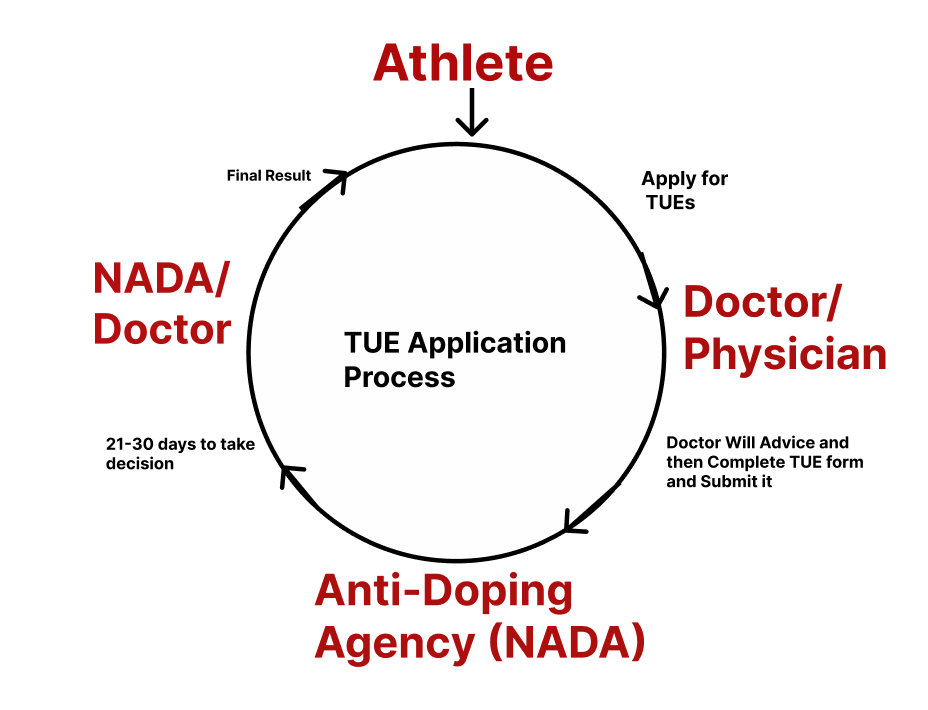 Athlete
Final Result
Apply for
TUEs
NADA/
Doctor
Doctor/
Physician
TUE Application
Process
21-30 days to take
decision
Doctor Will Advice and
then Complete TUE form
and Submit it
Anti-Doping
Agency (NADA)